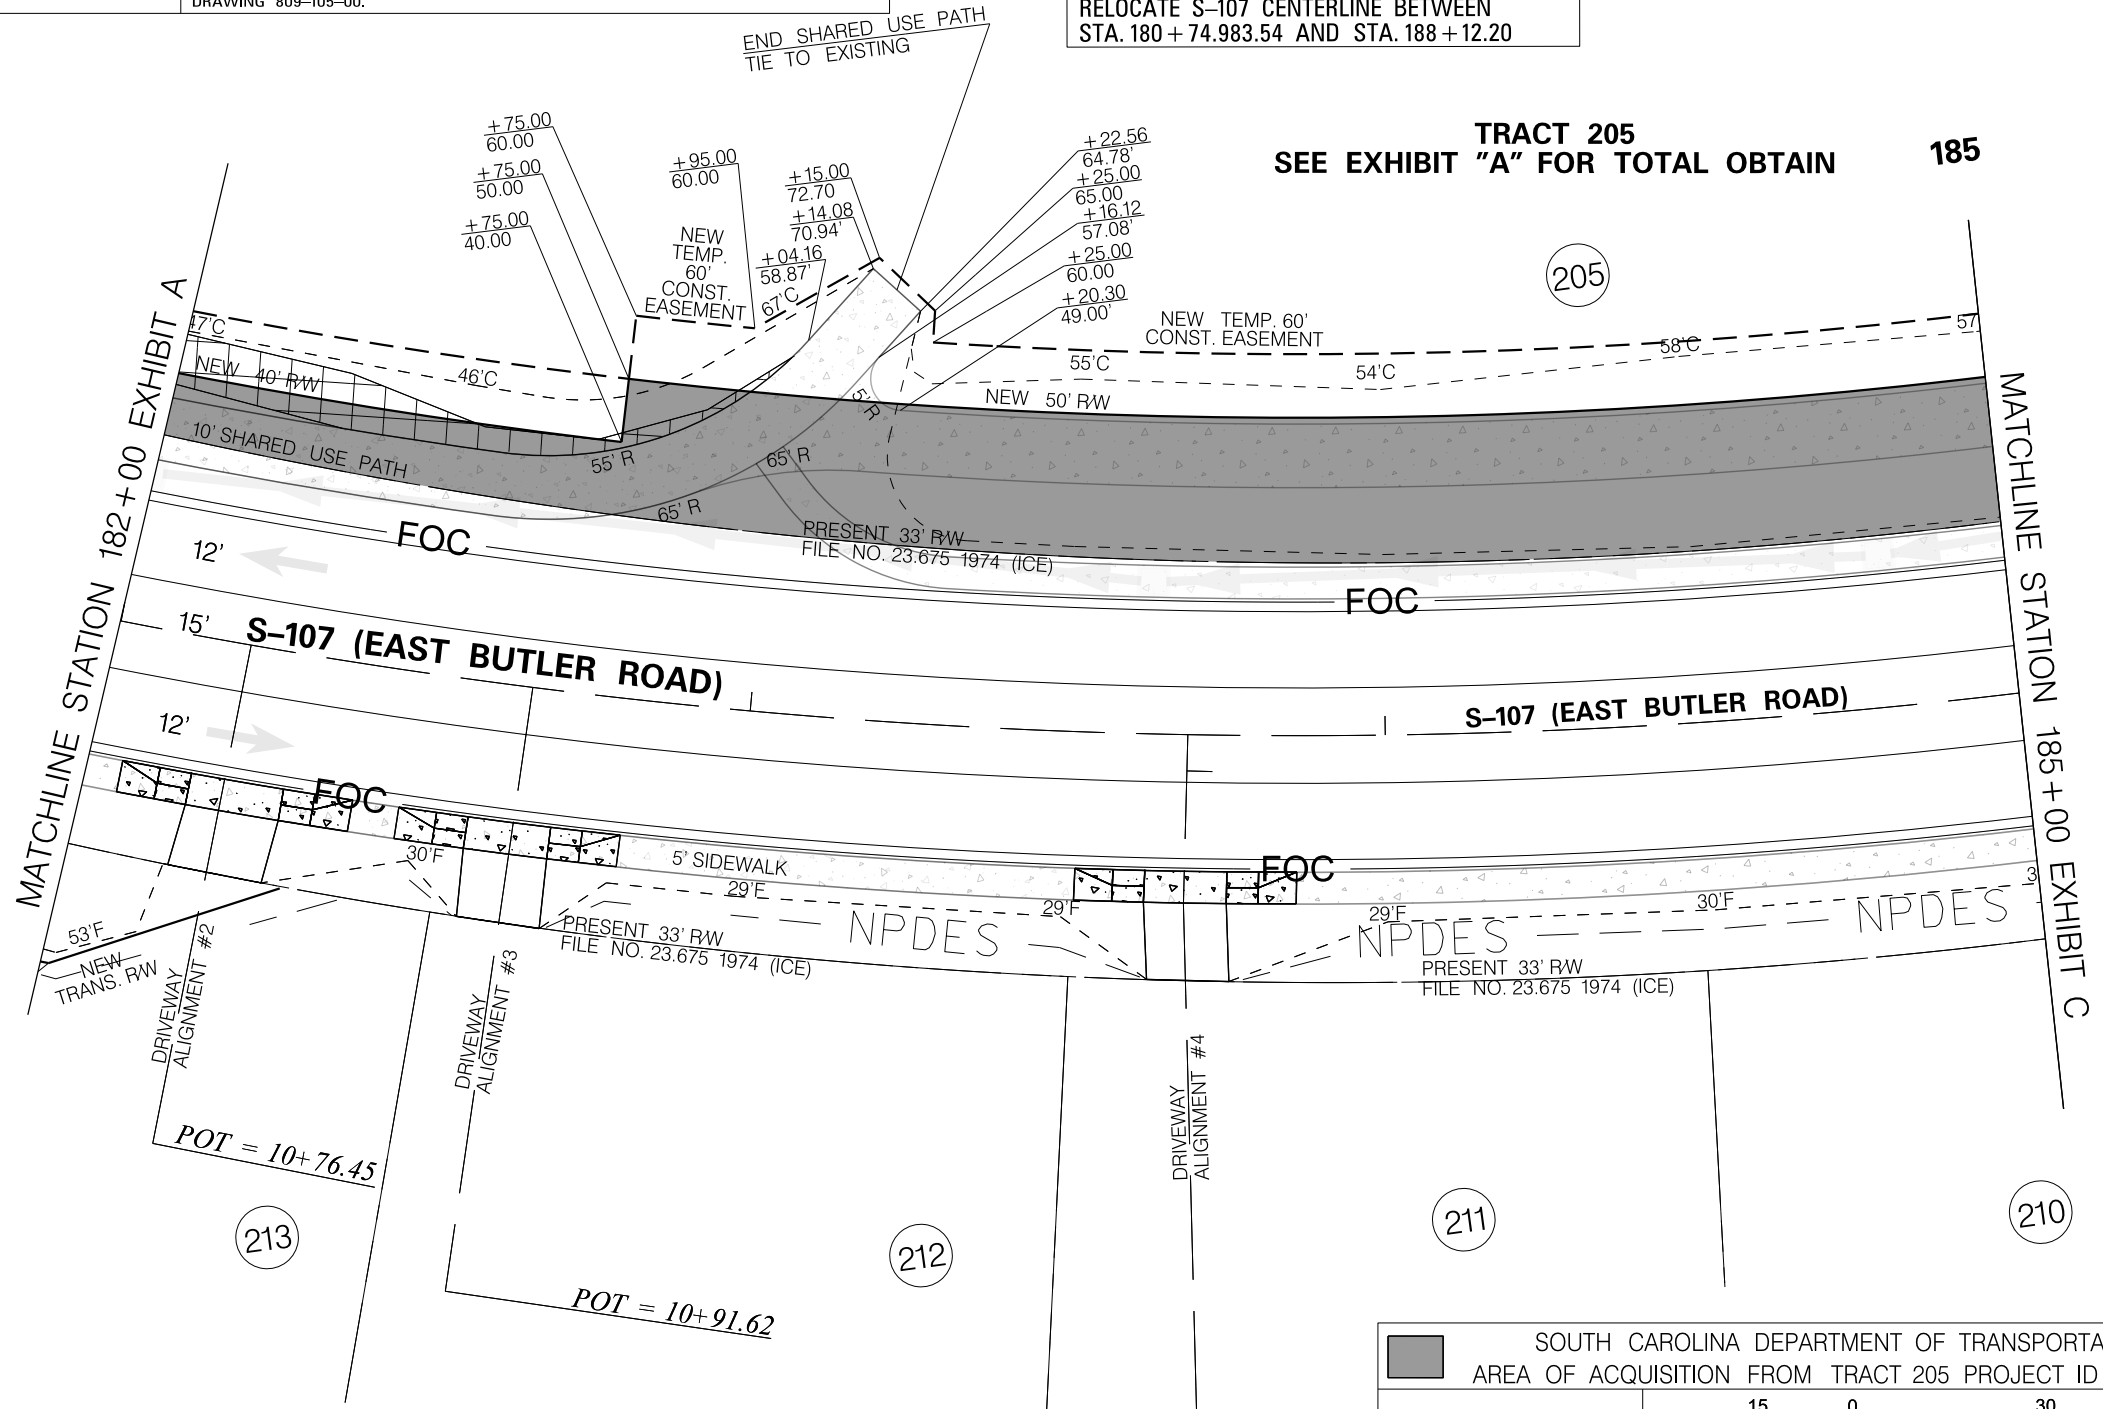 DRAWING 809–105–00.
RELOCATE S–107 CENTERLINE BETWEEN
STA. 180 + 74.983.54 AND STA. 188 + 12.20
END SHARED USE PATH
TIE TO EXISTING
TRACT 205
SEE EXHIBIT "A" FOR TOTAL OBTAIN
185
+75.00
60.00
+75.00
50.00
+75.00
40.00
+95.00
60.00
+15.00
72.70
+14.08
70.94'
+04.16
58.87'
+22.56
64.78'
+25.00
65.00
+16.12
57.08'
+25.00
60.00
+20.30
49.00'
NEW
TEMP.
60'
CONST.
EASEMENT
67'C
205
NEW TEMP. 60'
CONST. EASEMENT
47'C
46'C
55'C
54'C
58'C
57
NEW 40' R/W
NEW 50' R/W
10' SHARED USE PATH
55' R
65' R
65' R
5' R
PRESENT 33' R/W
FILE NO. 23.675 1974 (ICE)
FOC
FOC
12'
15'
12'
S–107 (EAST BUTLER ROAD)
S–107 (EAST BUTLER ROAD)
MATCHLINE STATION 182+00 EXHIBIT A
MATCHLINE STATION 185+00 EXHIBIT C
FOC
FOC
30'F
5' SIDEWALK
29'F
29'F
29'F
30'F
3
53'F
NEW
TRANS. R/W
PRESENT 33' R/W
FILE NO. 23.675 1974 (ICE)
NPDES
NPDES
NPDES
PRESENT 33' R/W
FILE NO. 23.675 1974 (ICE)
DRIVEWAY
ALIGNMENT #2
DRIVEWAY
ALIGNMENT #3
DRIVEWAY
ALIGNMENT #4
POT = 10+76.45
POT = 10+91.62
213
212
211
210
SOUTH CAROLINA DEPARTMENT OF TRANSPORTA
AREA OF ACQUISITION FROM TRACT 205 PROJECT ID
15 0 30